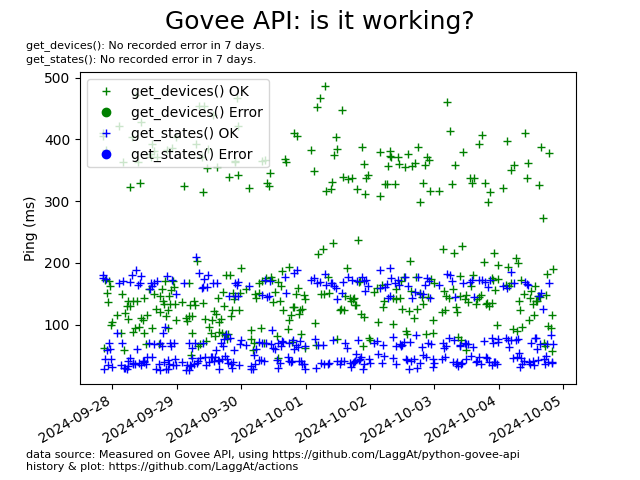 Govee API: is it working?
get_devices(): No recorded error in 7 days.
get_states(): No recorded error in 7 days.
500
400
300
200
100
Ping (ms)
get_devices() OK
get_devices() Error
get_states() OK
get_states() Error
2024-09-28
2024-09-29
2024-09-30
2024-10-01
2024-10-02
2024-10-03
2024-10-04
2024-10-05
data source: Measured on Govee API, using https://github.com/LaggAt/python-govee-api
history & plot: https://github.com/LaggAt/actions